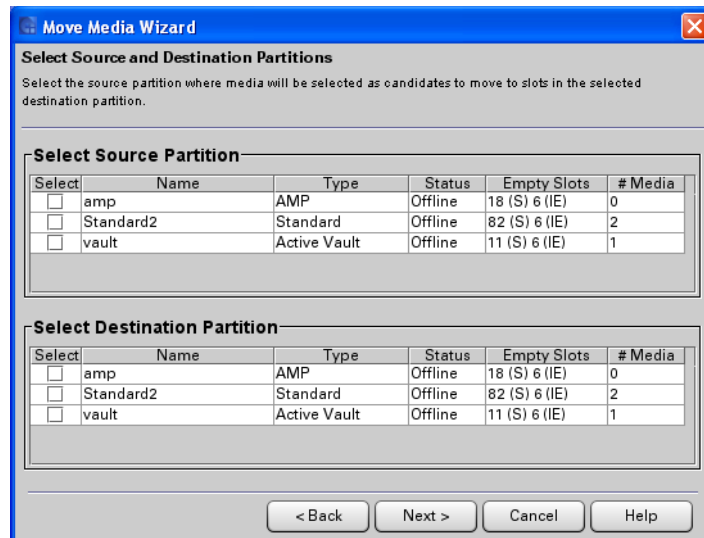 Move Media Wizard
Select Source and Destination Partitions
Select the source partition where media will be selected as candidates to move to slots in the selected
destination partition.
Select Source Partition
Select Name Type Status Empty Slots # Media
amp AMP Offline 18 (S) 6 (IE) 0
Standard2 Standard Offline 82 (S) 6 (IE) 2
vault Active Vault Offline 11 (S) 6 (IE) 1
Select Destination Partition
Select Name Type Status Empty Slots # Media
amp AMP Offline 18 (S) 6 (IE) 0
Standard2 Standard Offline 82 (S) 6 (IE) 2
vault Active Vault Offline 11 (S) 6 (IE) 1
< Back Next > Cancel Help